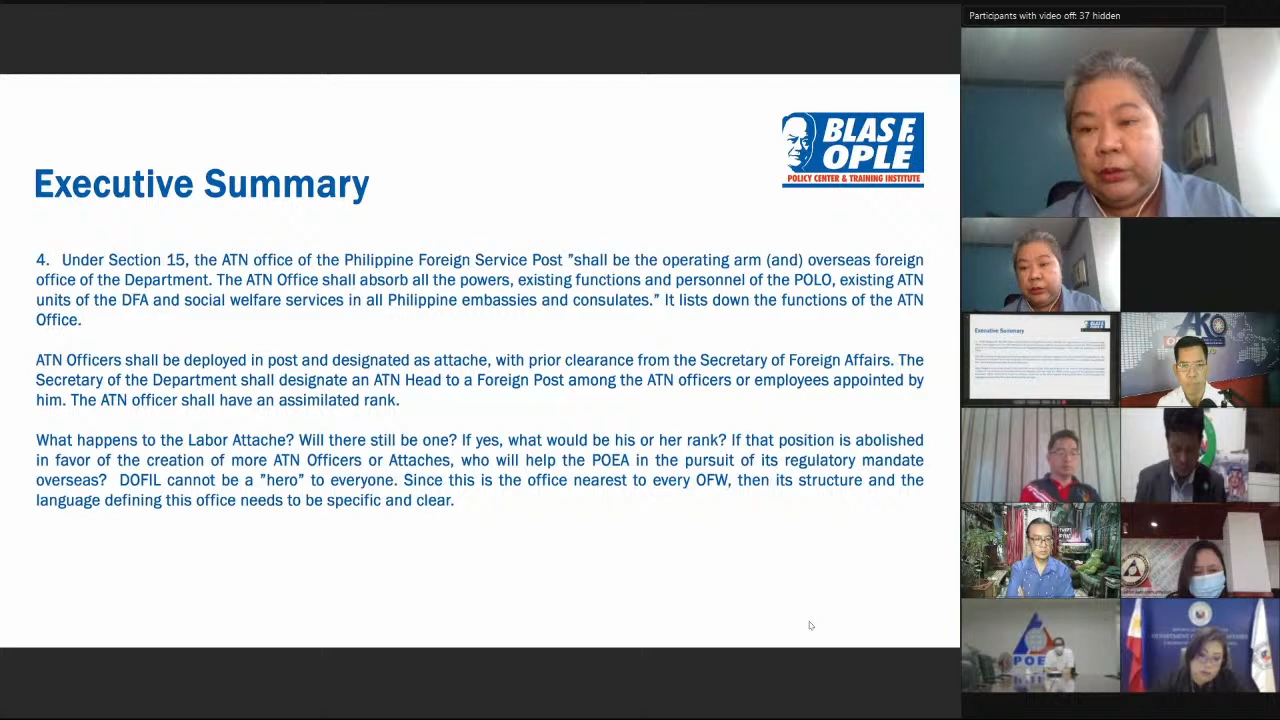 Participants with video off: 37 hidden
BLAS F.
OPLE
POLICY CENTER & TRAINING INSTITUTE
Executive Summary
4. Under Section 15, the ATN office of the Philippine Foreign Service Post "shall be the operating arm (and) overseas foreign
office of the Department. The ATN Office shall absorb all the powers, existing functions and personnel of the POLO, existing ATN
units of the DFA and social welfare services in all Philippine embassies and consulates." It lists down the functions of the ATN
Office.
ATN Officers shall be deployed in posts and designated as attache, with prior clearance from the Secretary of Foreign Affairs. The
Secretary of the Department shall designate an ATN Head to a Foreign Post among the ATN officers or employees appointed by
him. The ATN officer shall have an assimilated rank.
What happens to the Labor Attache? Will there still be one? If yes, what would be his or her rank? If that position is abolished
in favor of the creation of more ATN Officers or Attaches, who will help the POEA in the pursuit of its regulatory mandate
overseas? DOFIL cannot be a "hero" to everyone. Since this is the office nearest to every OFW, then its structure and the
language defining this office needs to be specific and clear.
Executive Summary
BLAS F.
OPLE
AKO
POE